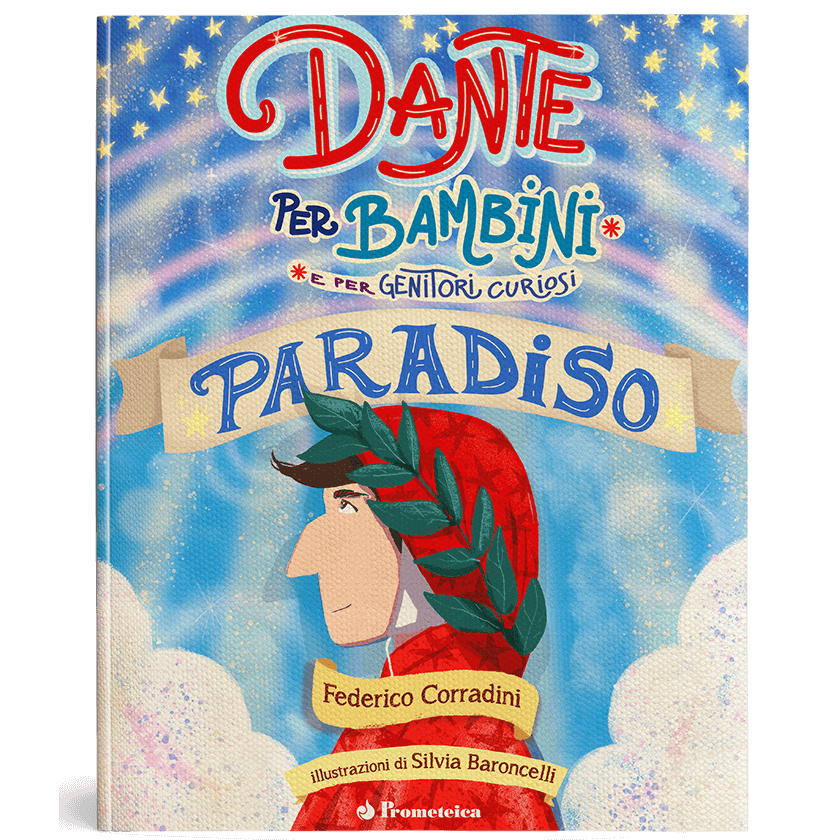 DANTE
PER BAMBINI
E PER GENITORI CURIOSI
PARADISO
Federico Corradini
illustrazioni di Silvia Baroncelli
Prometeica